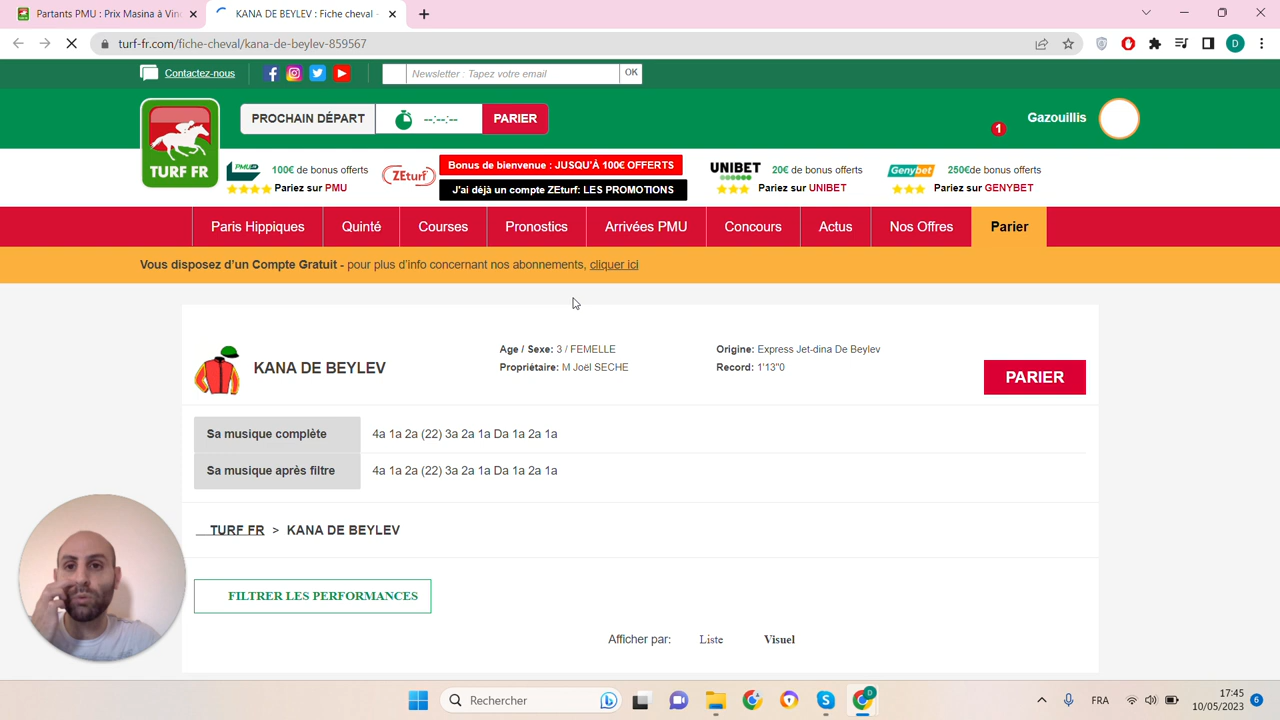 Partants PMU : Prix Masina à Vin
KANA DE BEYLEV : Fiche cheval -
turf-fr.com/fiche-cheval/kana-de-beylev-859567
D
Contactez-nous
Newsletter : Tapez votre email
OK
TURF FR
PROCHAIN DÉPART
--:--:--
PARIER
1
Gazouillis
PMU
100€ de bonus offerts
Pariez sur PMU
ZEturf
Bonus de bienvenue : JUSQU'À 100€ OFFERTS
J'ai déjà un compte ZEturf: LES PROMOTIONS
UNIBET
20€ de bonus offerts
Pariez sur UNIBET
Genybet
250€de bonus offerts
Pariez sur GENYBET
Paris Hippiques
Quinté
Courses
Pronostics
Arrivées PMU
Concours
Actus
Nos Offres
Parier
Vous disposez d'un Compte Gratuit - pour plus d'info concernant nos abonnements, cliquer ici
KANA DE BEYLEV
Age / Sexe: 3 / FEMELLE
Propriétaire: M Joël SECHE
Origine: Express Jet-dina De Beylev
Record: 1'13"0
PARIER
Sa musique complète
4a 1a 2a (22) 3a 2a 1a Da 1a 2a 1a
Sa musique après filtre
4a 1a 2a (22) 3a 2a 1a Da 1a 2a 1a
TURF FR > KANA DE BEYLEV
FILTRER LES PERFORMANCES
Afficher par:
Liste
Visuel
Rechercher
D
FRA
17:45
10/05/2023
6